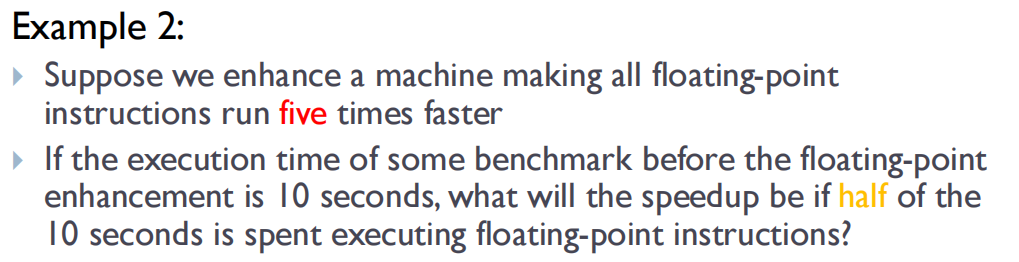 Example 2:
Suppose we enhance a machine making all floating-point
instructions run five times faster
If the execution time of some benchmark before the floating-point
enhancement is 10 seconds, what will the speedup be if half of the
10 seconds is spent executing floating-point instructions?